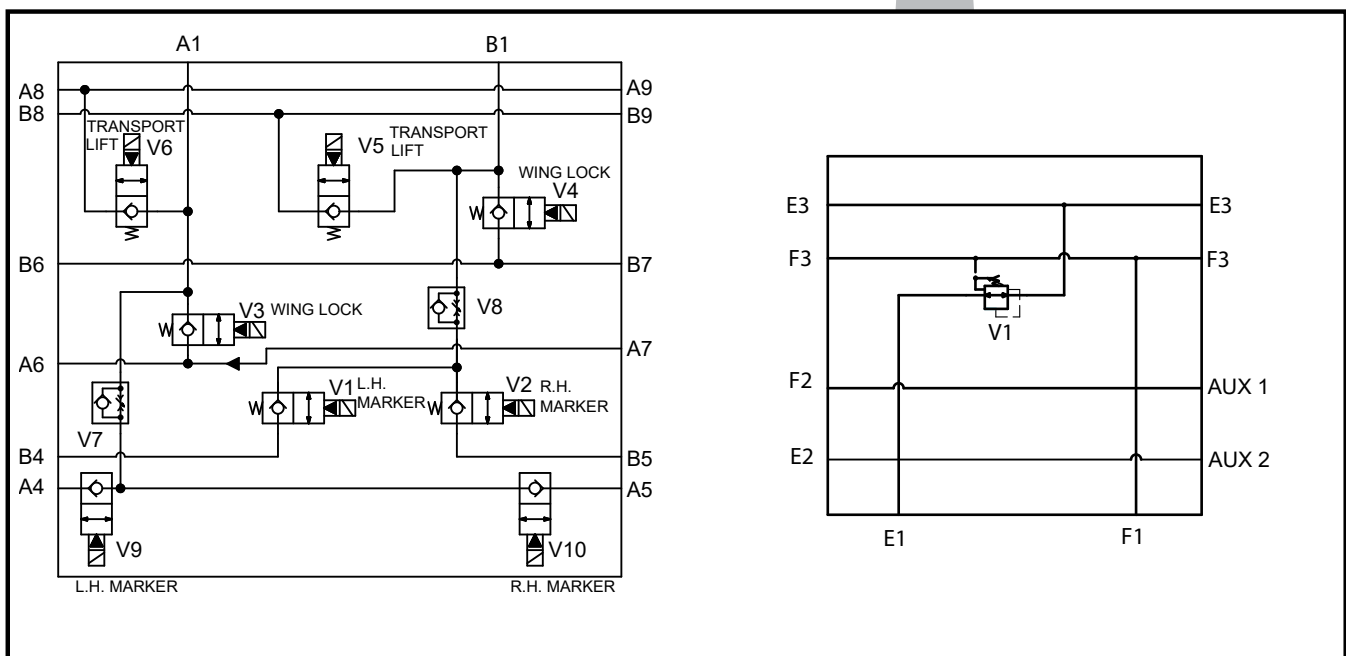 A1
B1
A8
A9
B8
B9
TRANSPORT
LIFT
V6
V5
TRANSPORT
LIFT
WING LOCK
V4
B6
B7
V8
V3
WING LOCK
A7
A6
V1
L.H.
MARKER
V2
R.H.
MARKER
V7
B4
B5
A4
A5
V9
V10
L.H. MARKER
R.H. MARKER
E3
E3
F3
F3
V1
F2
AUX 1
E2
AUX 2
E1
F1